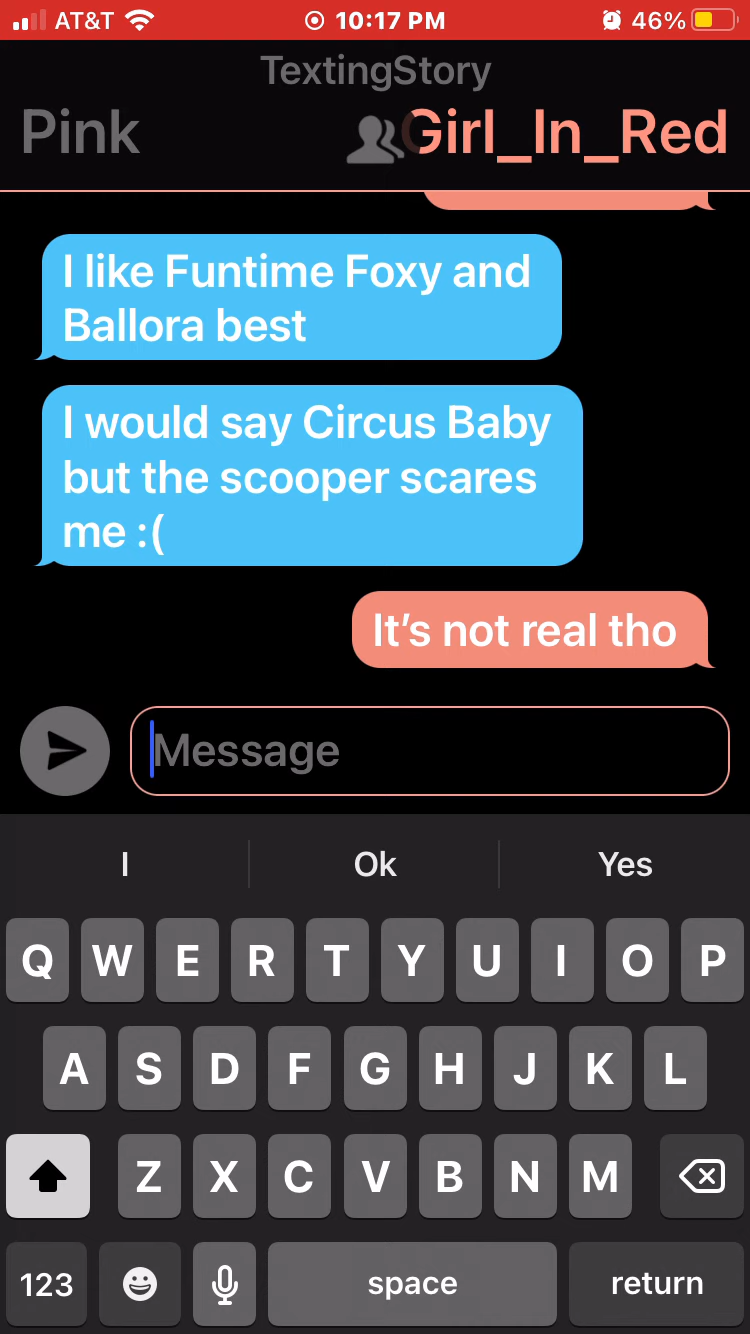 AT&T 10:17 PM 46%
TextingStory
Pink Girl_In_Red
I like Funtime Foxy and
Ballora best
I would say Circus Baby
but the scooper scares
me :(
It’s not real tho
Message
I Ok Yes
Q W E R T Y U I O P
A S D F G H J K L
Z X C V B N M
123 space return